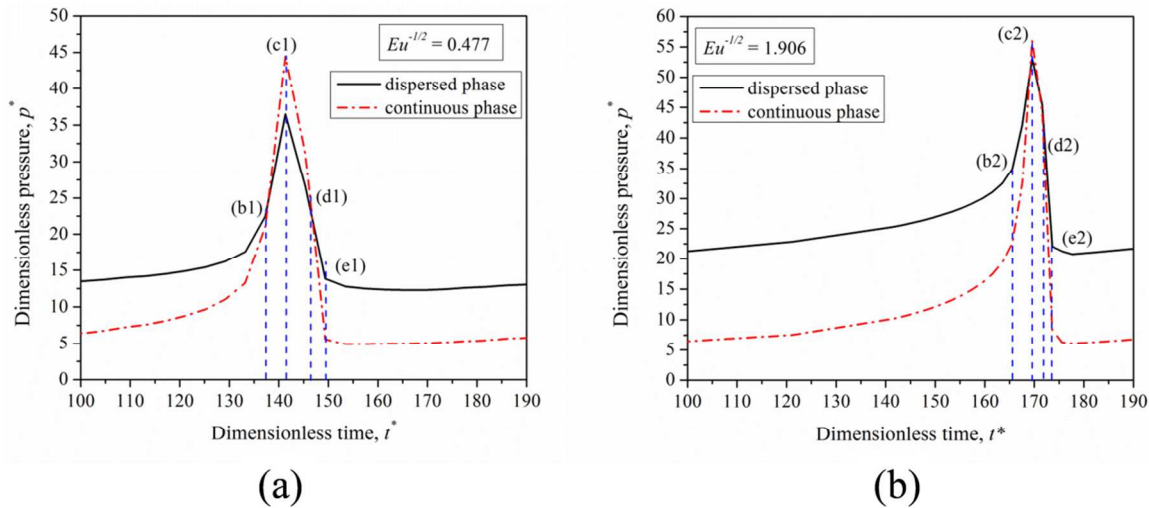 50
45
40
35
30
25
20
15
10
5
0
Dimensionless pressure, p*
(c1)
Eu^-1/2 = 0.477
dispersed phase
continuous phase
(b1)
(d1)
(e1)
100 110 120 130 140 150 160 170 180 190
Dimensionless time, t*
(a)
60
55
50
45
40
35
30
25
20
15
10
5
0
Dimensionless pressure, p*
(c2)
Eu^-1/2 = 1.906
dispersed phase
continuous phase
(b2)
(d2)
(e2)
100 110 120 130 140 150 160 170 180 190
Dimensionless time, t*
(b)